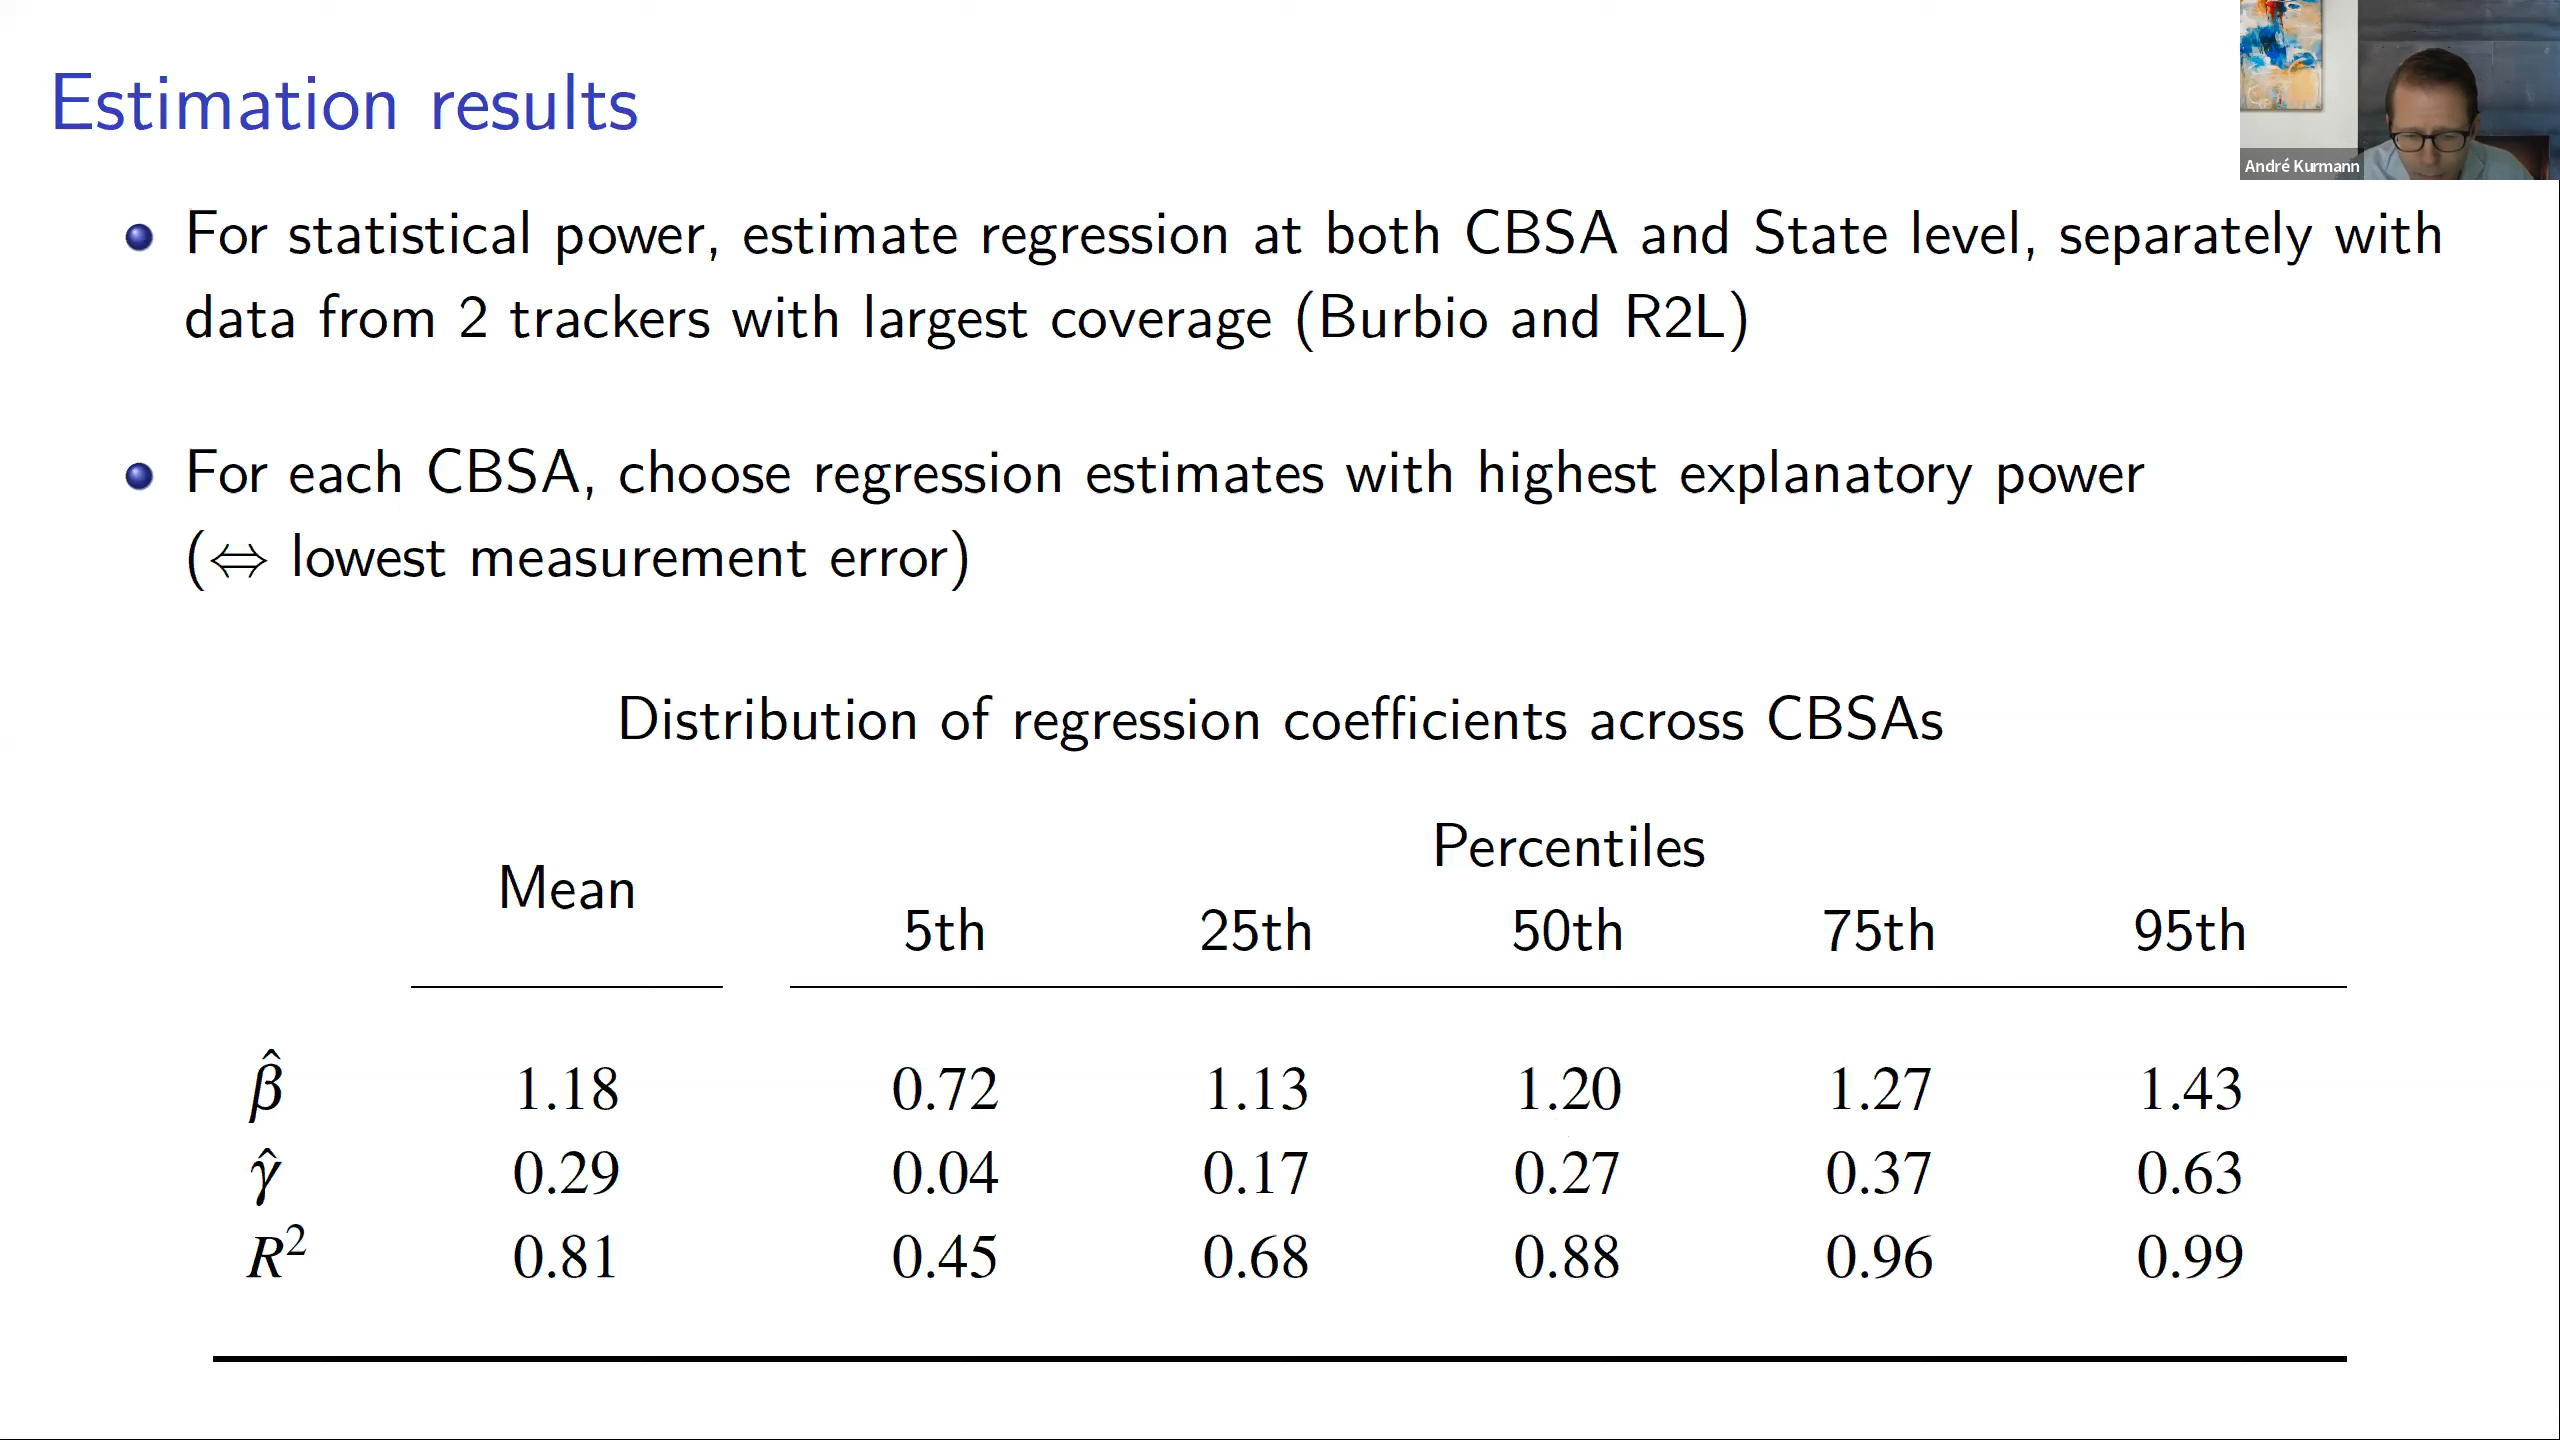 Estimation results
André Kurmann
For statistical power, estimate regression at both CBSA and State level, separately with
data from 2 trackers with largest coverage (Burbio and R2L)
For each CBSA, choose regression estimates with highest explanatory power
(⇔ lowest measurement error)
Distribution of regression coefficients across CBSAs
Mean Percentiles
5th 25th 50th 75th 95th
β̂ 1.18 0.72 1.13 1.20 1.27 1.43
γ̂ 0.29 0.04 0.17 0.27 0.37 0.63
R² 0.81 0.45 0.68 0.88 0.96 0.99